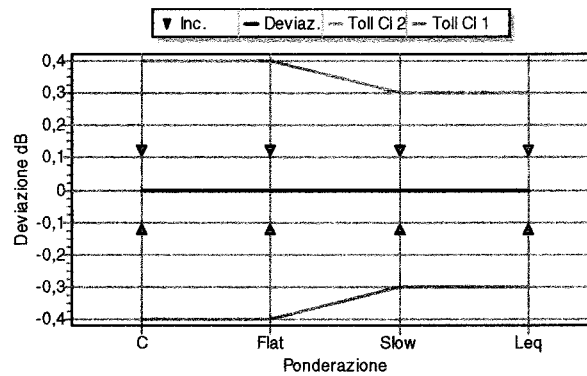 Inc. Deviaz. Toll Cl 2 Toll Cl 1
0,4
0,3
0,2
0,1
0
-0,1
-0,2
-0,3
-0,4
Deviazione dB
C Flat Slow Leq
Ponderazione